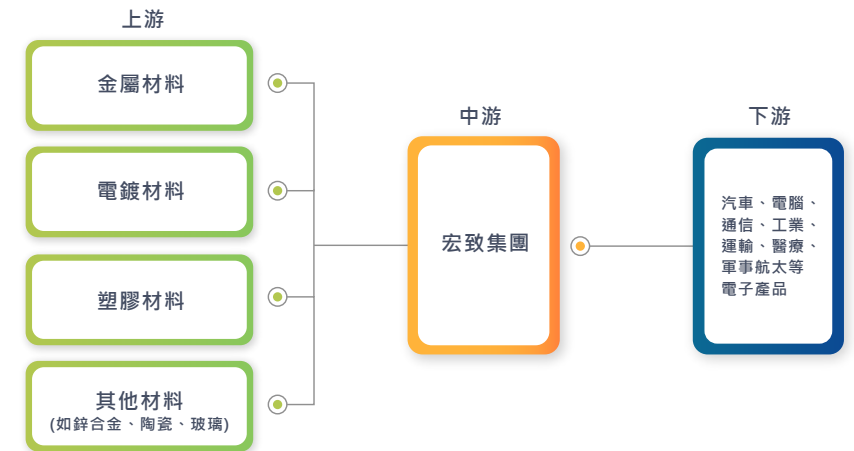 上游
金屬材料
電鍍材料
塑膠材料
其他材料
(如鋅合金、陶瓷、玻璃)
中游
宏致集團
下游
汽車、電腦、
通信、工業、
運輸、醫療、
軍事航太等
電子產品